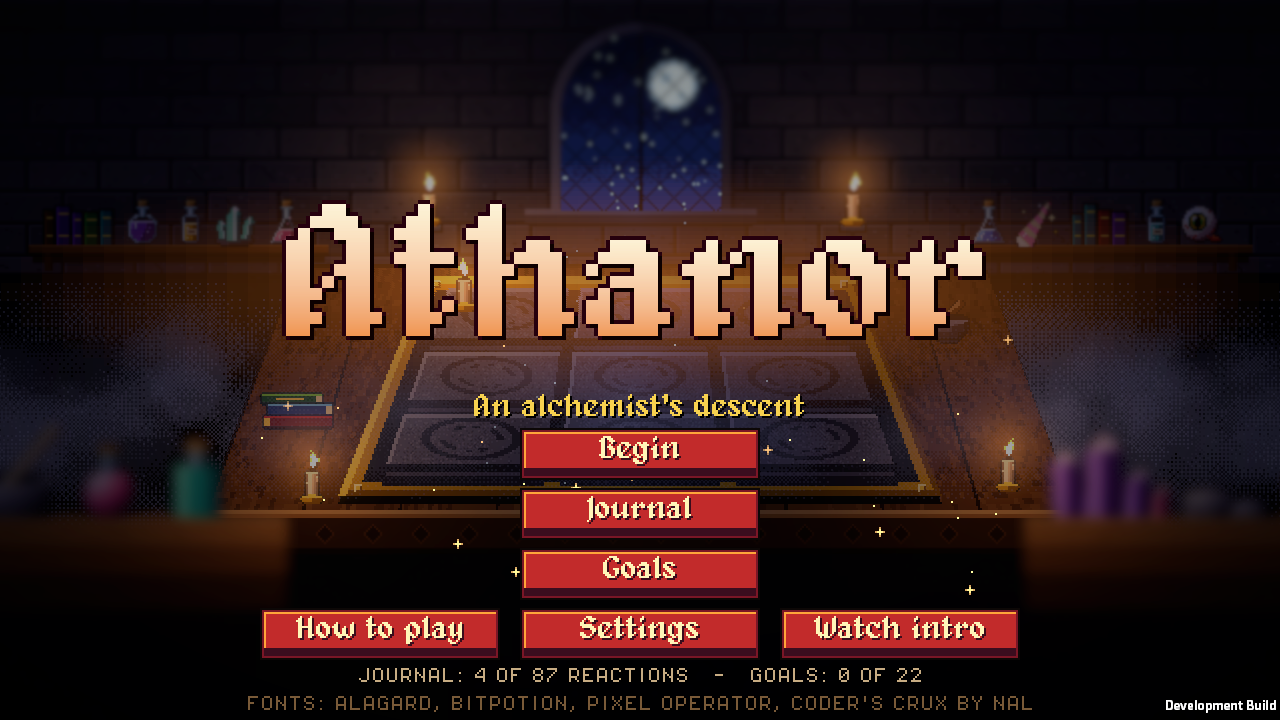 Athanor
An alchemist's descent
Begin
Journal
Goals
How to play
Settings
Watch intro
JOURNAL: 4 OF 87 REACTIONS - GOALS: 0 OF 22
FONTS: ALAGARD, BITPOTION, PIXEL OPERATOR, CODER'S CRUX BY NAL
Development Build